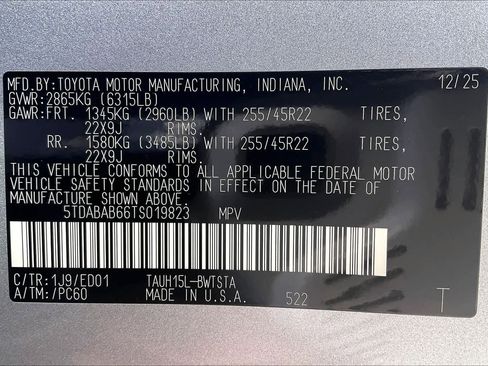 MFD.BY:TOYOTA MOTOR MANUFACTURING, INDIANA, INC. 12/25
GVWR:2865KG (6315LB)
GAWR:FRT. 1345KG (2960LB) WITH 255/45R22 TIRES,
22X9J RIMS.
RR. 1580KG (3485LB) WITH 255/45R22 TIRES,
22X9J RIMS.
THIS VEHICLE CONFORMS TO ALL APPLICABLE FEDERAL MOTOR
VEHICLE SAFETY STANDARDS IN EFFECT ON THE DATE OF
MANUFACTURE SHOWN ABOVE.
5TDABAB66TS019823 MPV
C/TR:1J9/ED01 TAUH15L-BWTSTA
A/TM:/PC60 MADE IN U.S.A. 522 T